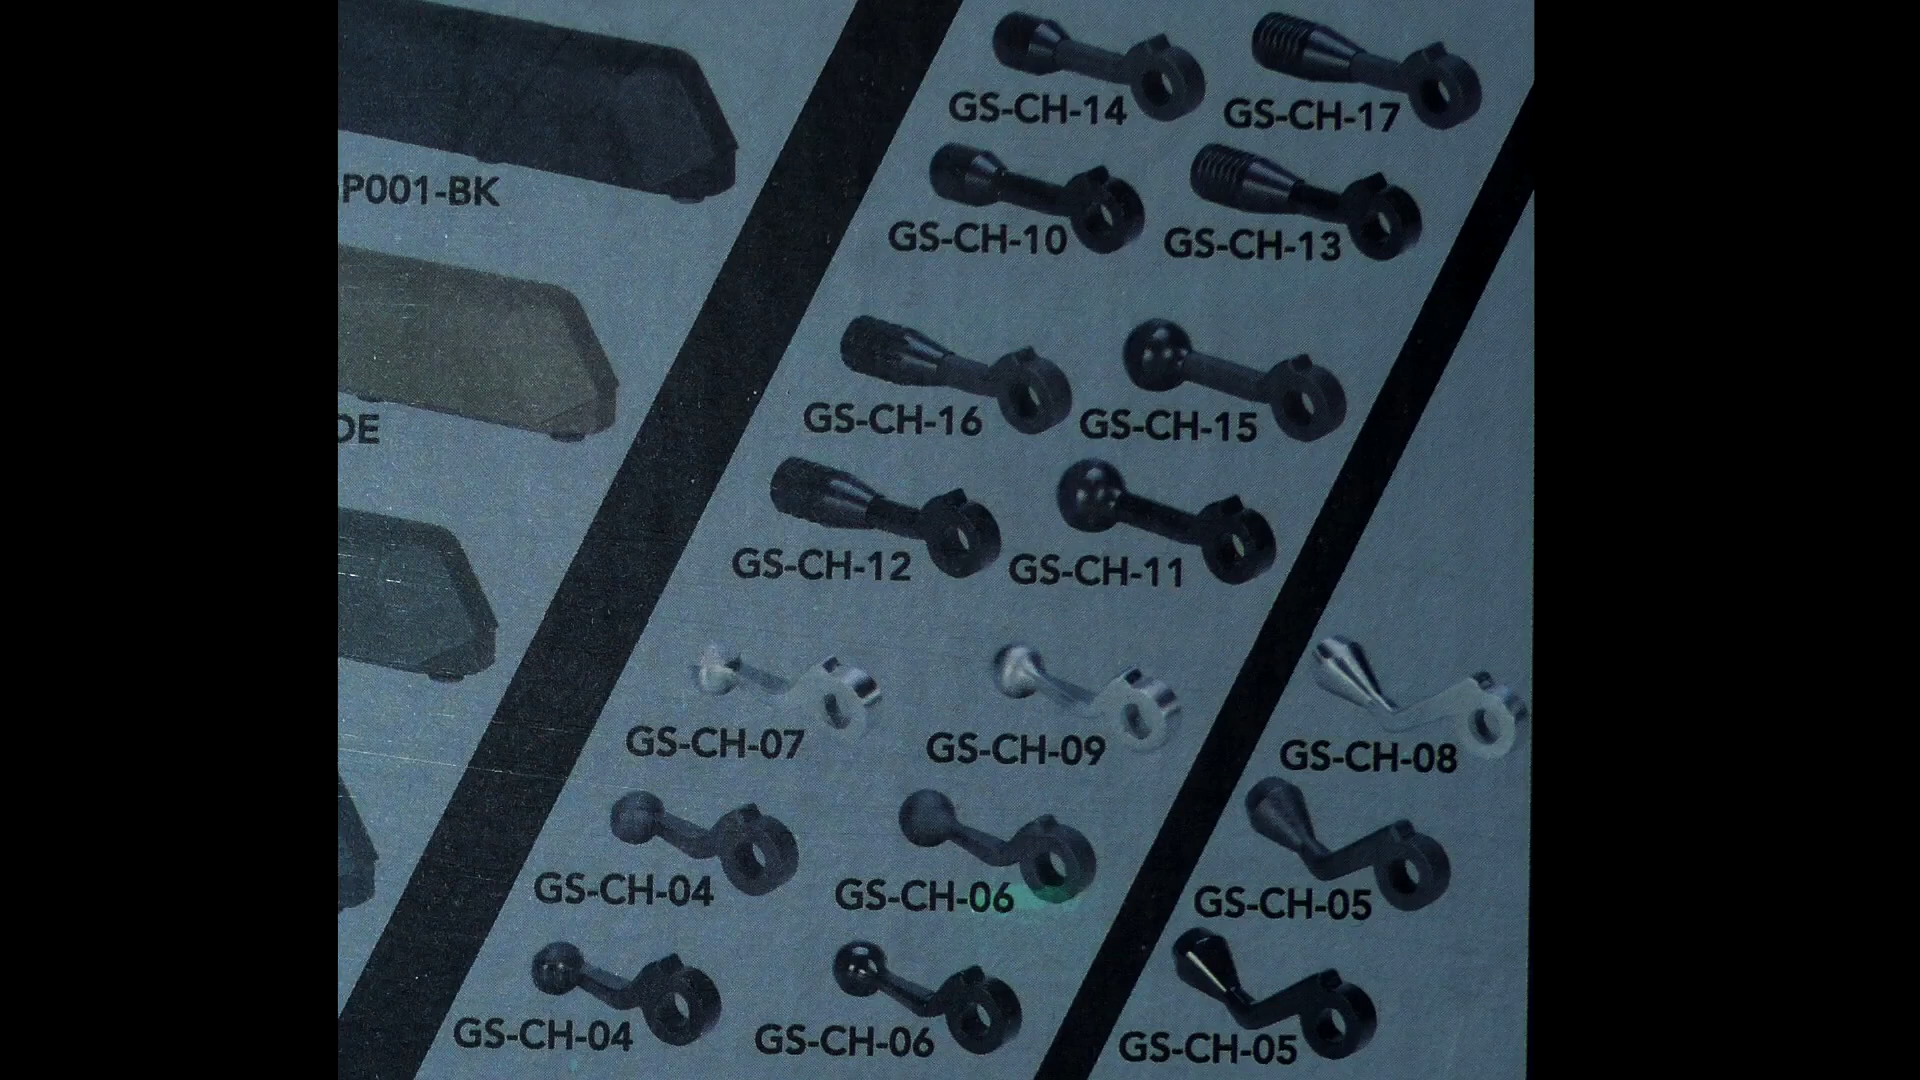 GS-CH-14 GS-CH-17
P001-BK
GS-CH-10 GS-CH-13
DE
GS-CH-16 GS-CH-15
GS-CH-12 GS-CH-11
GS-CH-07 GS-CH-09 GS-CH-08
GS-CH-04 GS-CH-06 GS-CH-05
GS-CH-04 GS-CH-06 GS-CH-05